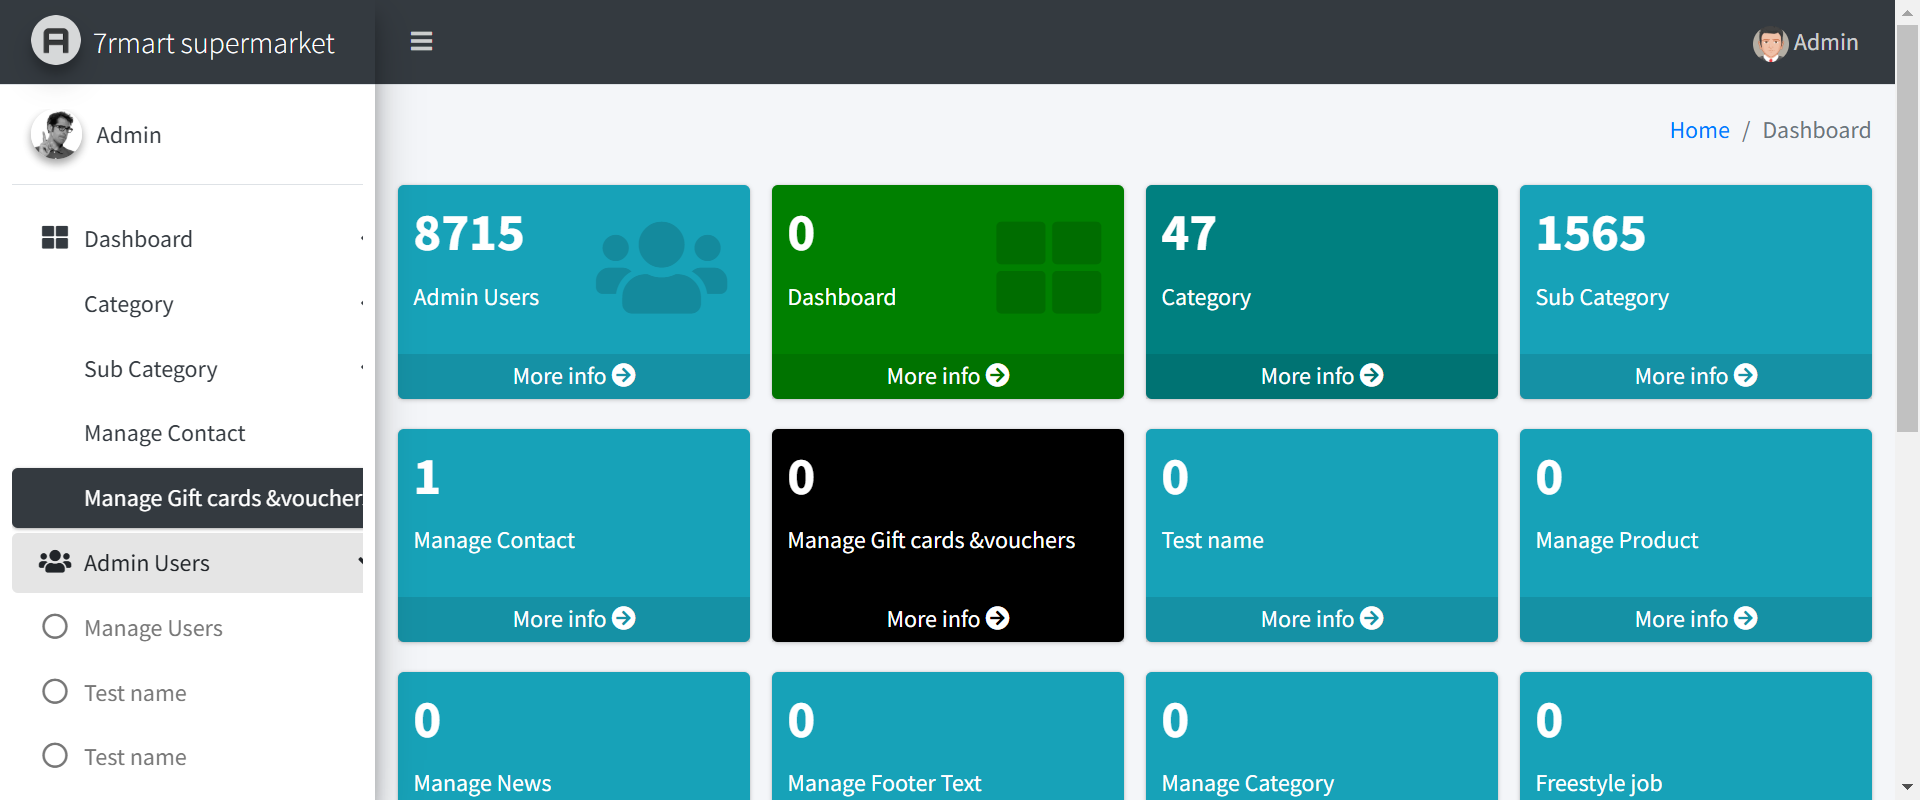 7rmart supermarket
Admin
Admin
Home / Dashboard
Dashboard
Category
Sub Category
Manage Contact
Manage Gift cards &voucher
Admin Users
Manage Users
Test name
Test name
8715
Admin Users
More info
0
Dashboard
More info
47
Category
More info
1565
Sub Category
More info
1
Manage Contact
More info
0
Manage Gift cards &vouchers
More info
0
Test name
More info
0
Manage Product
More info
0
Manage News
0
Manage Footer Text
0
Manage Category
0
Freestyle job